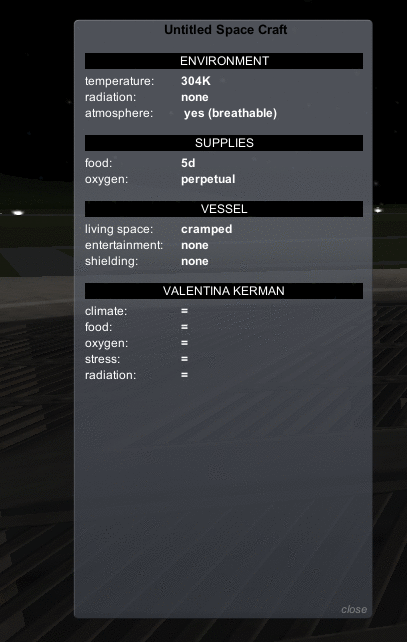 Untitled Space Craft
ENVIRONMENT
temperature: 304K
radiation: none
atmosphere: yes (breathable)
SUPPLIES
food: 5d
oxygen: perpetual
VESSEL
living space: cramped
entertainment: none
shielding: none
VALENTINA KERMAN
climate: =
food: =
oxygen: =
stress: =
radiation: =
close